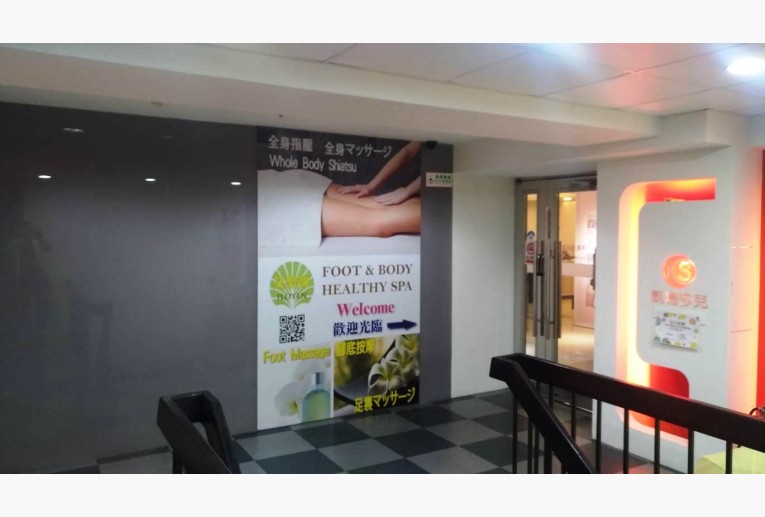 全身指壓 全身マッサージ
Whole Body Shiatsu
FOOT & BODY
HEALTHY SPA
Welcome
歡迎光臨
Foot Massage 腳底按摩
足裏マッサージ